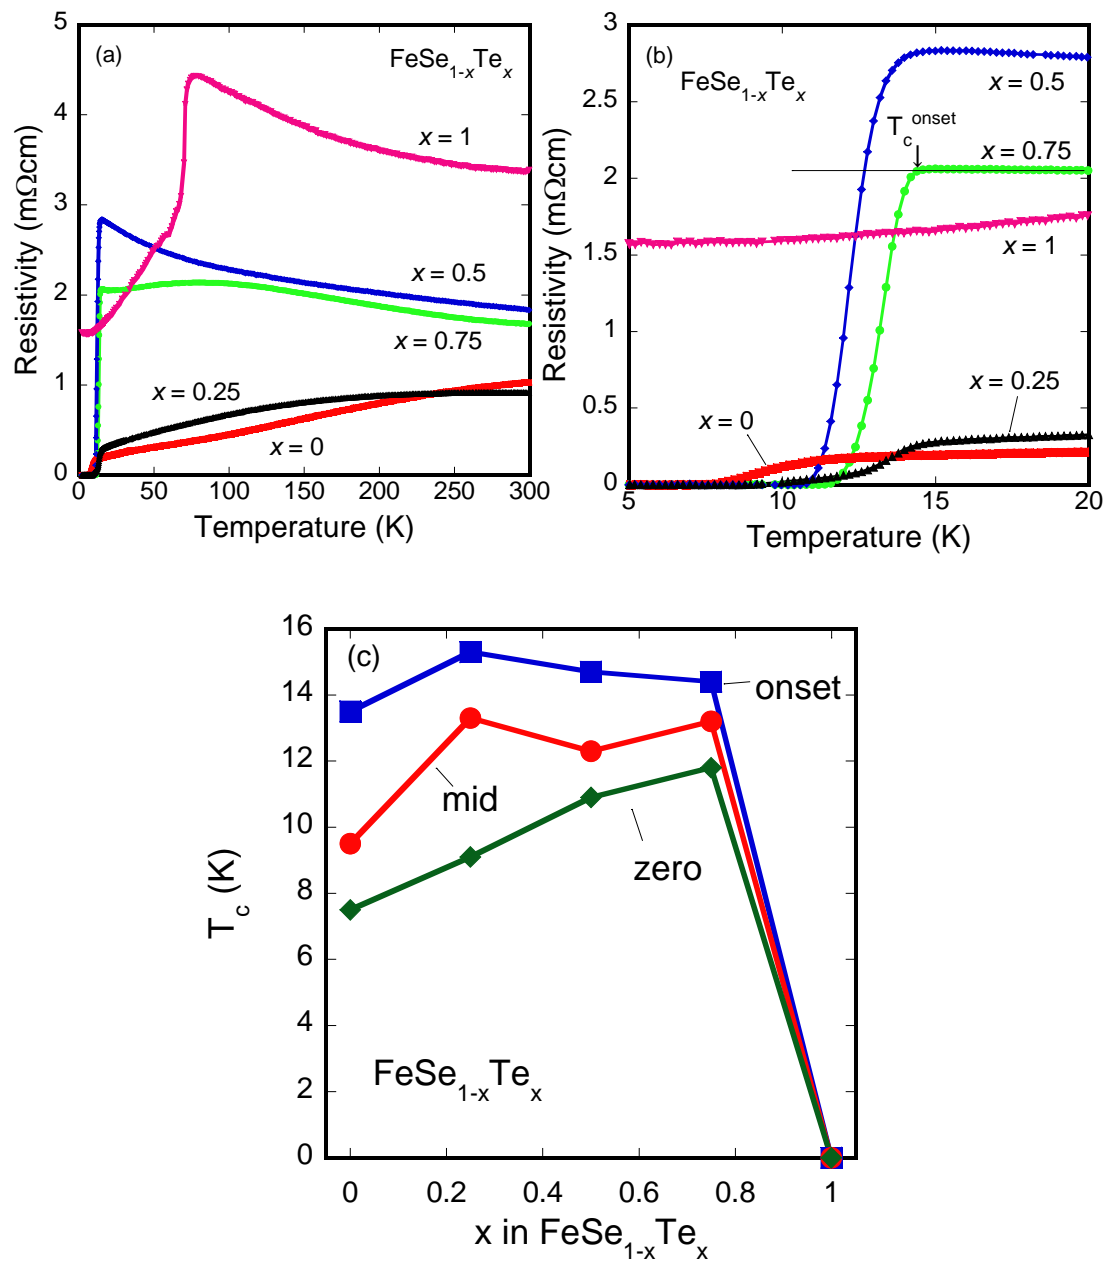 (a)
FeSe1-xTex
5
4
3
2
1
0
Resistivity (mΩcm)
x = 1
x = 0.5
x = 0.75
x = 0.25
x = 0
0 50 100 150 200 250 300
Temperature (K)
(b)
FeSe1-xTex
3
2.5
2
1.5
1
0.5
0
Resistivity (mΩcm)
x = 0.5
Tc onset
x = 0.75
x = 1
x = 0.25
x = 0
5 10 15 20
Temperature (K)
(c)
16
14
12
10
8
6
4
2
0
Tc (K)
onset
mid
zero
FeSe1-xTex
0 0.2 0.4 0.6 0.8 1
x in FeSe1-xTex